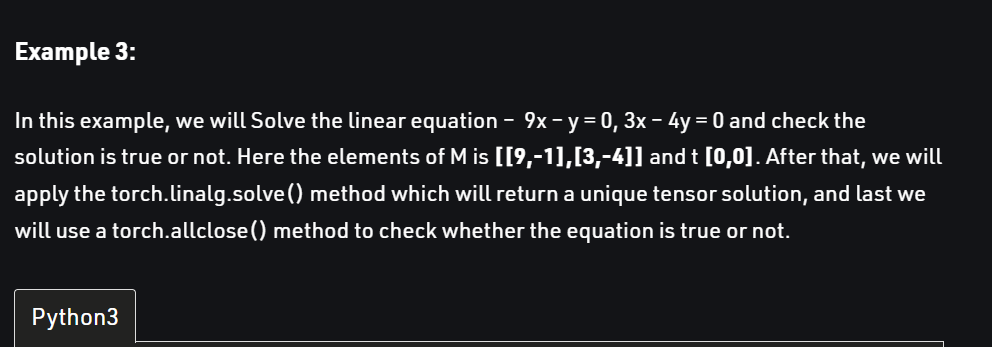 Example 3:
In this example, we will Solve the linear equation – 9x – y = 0, 3x – 4y = 0 and check the
solution is true or not. Here the elements of M is [[9,-1],[3,-4]] and t [0,0]. After that, we will
apply the torch.linalg.solve() method which will return a unique tensor solution, and last we
will use a torch.allclose() method to check whether the equation is true or not.
Python3